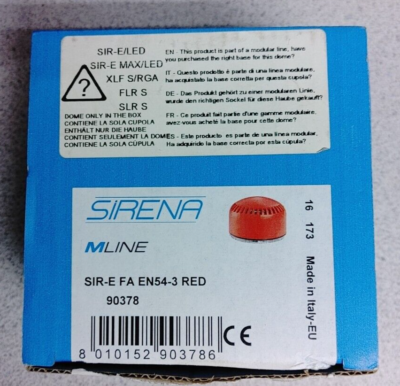 SIR-E/LED
SIR-E MAX/LED
XLF S/RGA
FLR S
SLR S
?
DOME ONLY IN THE BOX
CONTIENE LA SOLA CUPOLA
ENTHÄLT NUR DIE HAUBE
CONTIENT SEULEMENT LA DOME
CONTIENE LA SOLA CÚPULA
EN - This product is part of a modular line, have
you purchased the right base for this dome?
IT - Questo prodotto è parte di una linea modulare,
ha acquistato la base corretta per questa cupola?
DE - Das Produkt gehört zu einer modularen Linie,
wurde den richtigen Sockel für diese Haube gekauft?
FR - Ce produit fait partie d'une gamme modulaire,
avez-vous acheté la base pour cette dome?
ES - Este producto es parte de una linea modular,
Ha adquirido la base correcta por esta cúpula?
SIRENA
MLINE
SIR-E FA EN54-3 RED
90378
8 010152 903786
CE
16 173 Made in Italy-EU